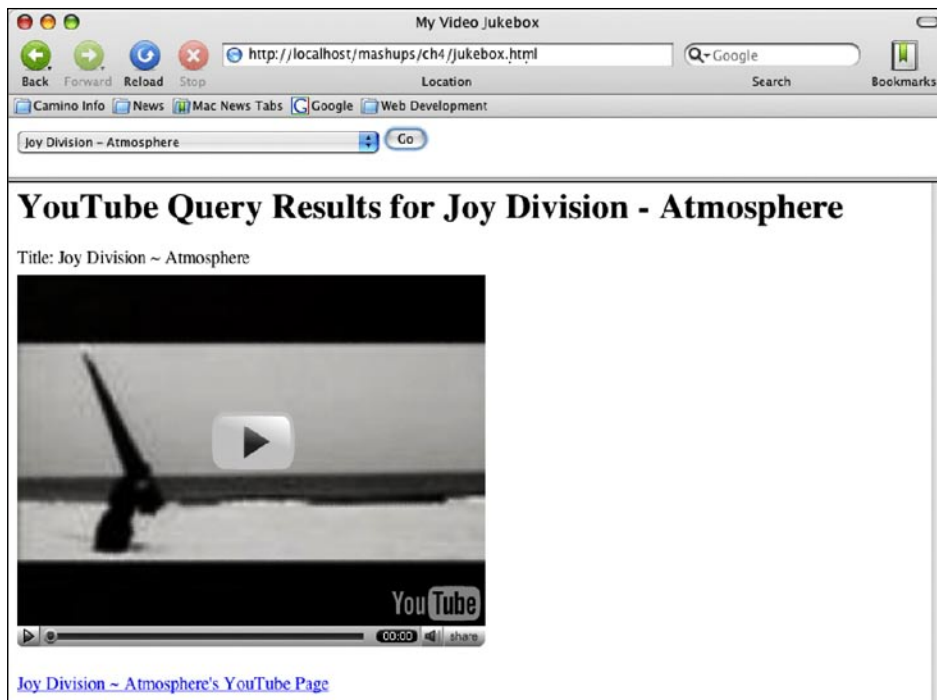 My Video Jukebox
http://localhost/mashups/ch4/jukebox.html
Google
Back Forward Reload Stop Location Search Bookmarks
Camino Info News Mac News Tabs Google Web Development
Joy Division – Atmosphere Go
YouTube Query Results for Joy Division - Atmosphere
Title: Joy Division ~ Atmosphere
YouTube
00:00 share
Joy Division ~ Atmosphere's YouTube Page